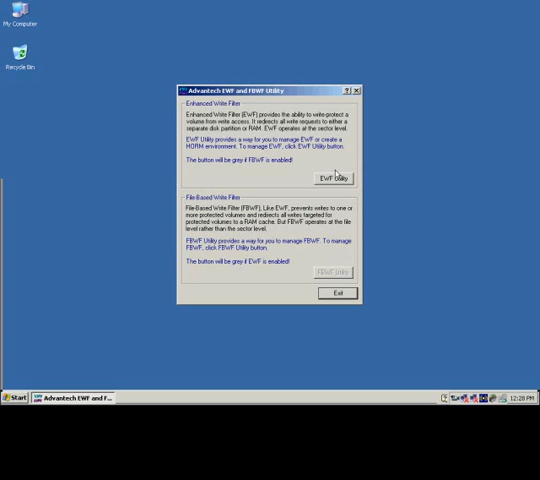 My Computer
Recycle Bin
Advantech EWF and FBWF Utility
Enhanced Write Filter
Enhanced Write Filter (EWF) provides the ability to write-protect a
volume from write access. It redirects all write requests to either a
separate disk partition or RAM. EWF operates at the sector level.
EWF Utility provides a way for you to manage EWF or create a
HORM environment. To manage EWF, click EWF Utility button.
The button will be grey if FBWF is enabled!
EWF Utility
File-Based Write Filter
File-Based Write Filter (FBWF), Like EWF, prevents writes to one or
more protected volumes and redirects all writes targeted for
protected volumes to a RAM cache. But FBWF operates at the file
level rather than the sector level.
FBWF Utility provides a way for you to manage FBWF. To manage
FBWF, click FBWF Utility button.
The button will be grey if EWF is enabled!
FBWF Utility
Exit
Start
Advantech EWF and F...
12:28 PM